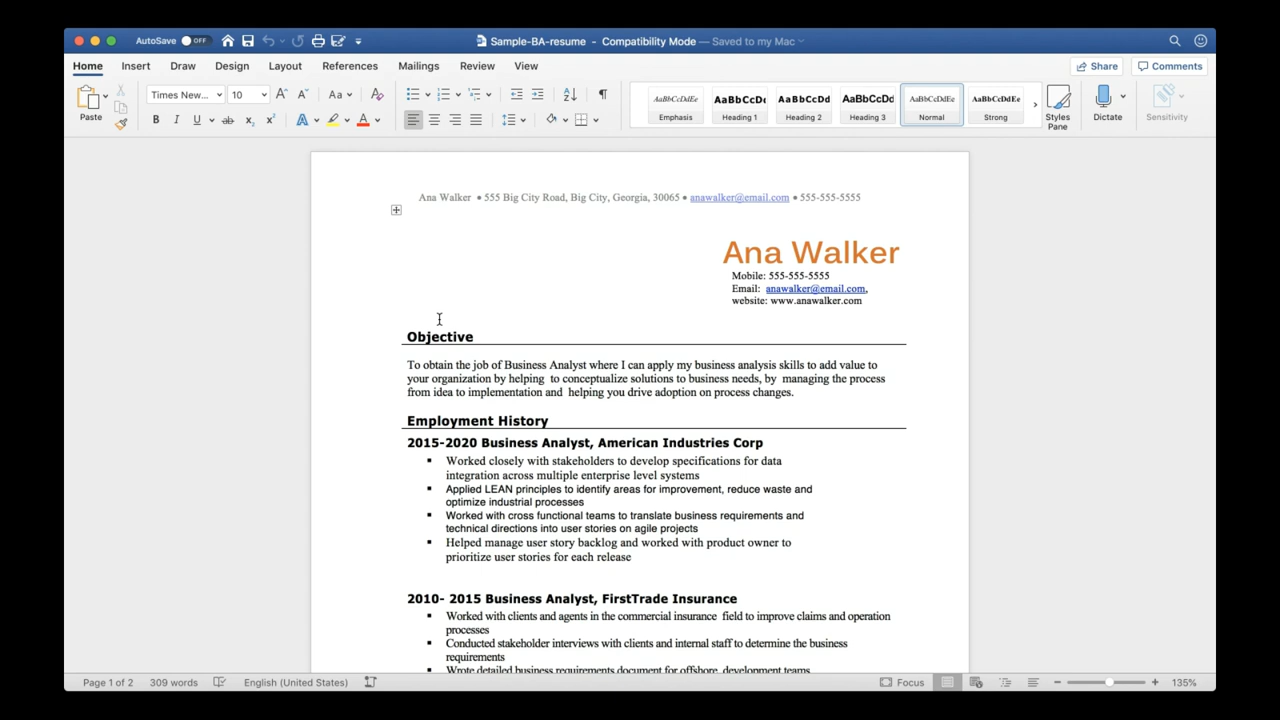 AutoSave OFF Sample-BA-resume - Compatibility Mode — Saved to my Mac
Home Insert Draw Design Layout References Mailings Review View Share Comments
Times New... 10 Aa
AaBbCcDdEe AaBbCcDc AaBbCcDd AaBbCcDd AaBbCcDdEe AaBbCcDdEe
Paste Emphasis Heading 1 Heading 2 Heading 3 Normal Strong Styles Pane Dictate Sensitivity
Ana Walker • 555 Big City Road, Big City, Georgia, 30065 • anawalker@email.com • 555-555-5555
Ana Walker
Mobile: 555-555-5555
Email: anawalker@email.com,
website: www.anawalker.com
Objective
To obtain the job of Business Analyst where I can apply my business analysis skills to add value to
your organization by helping to conceptualize solutions to business needs, by managing the process
from idea to implementation and helping you drive adoption on process changes.
Employment History
2015-2020 Business Analyst, American Industries Corp
▪ Worked closely with stakeholders to develop specifications for data
integration across multiple enterprise level systems
▪ Applied LEAN principles to identify areas for improvement, reduce waste and
optimize industrial processes
▪ Worked with cross functional teams to translate business requirements and
technical directions into user stories on agile projects
▪ Helped manage user story backlog and worked with product owner to
prioritize user stories for each release
2010- 2015 Business Analyst, FirstTrade Insurance
▪ Worked with clients and agents in the commercial insurance field to improve claims and operation
processes
▪ Conducted stakeholder interviews with clients and internal staff to determine the business
requirements
▪ Wrote detailed business requirements document for offshore, development teams
Page 1 of 2 309 words English (United States) Focus 135%